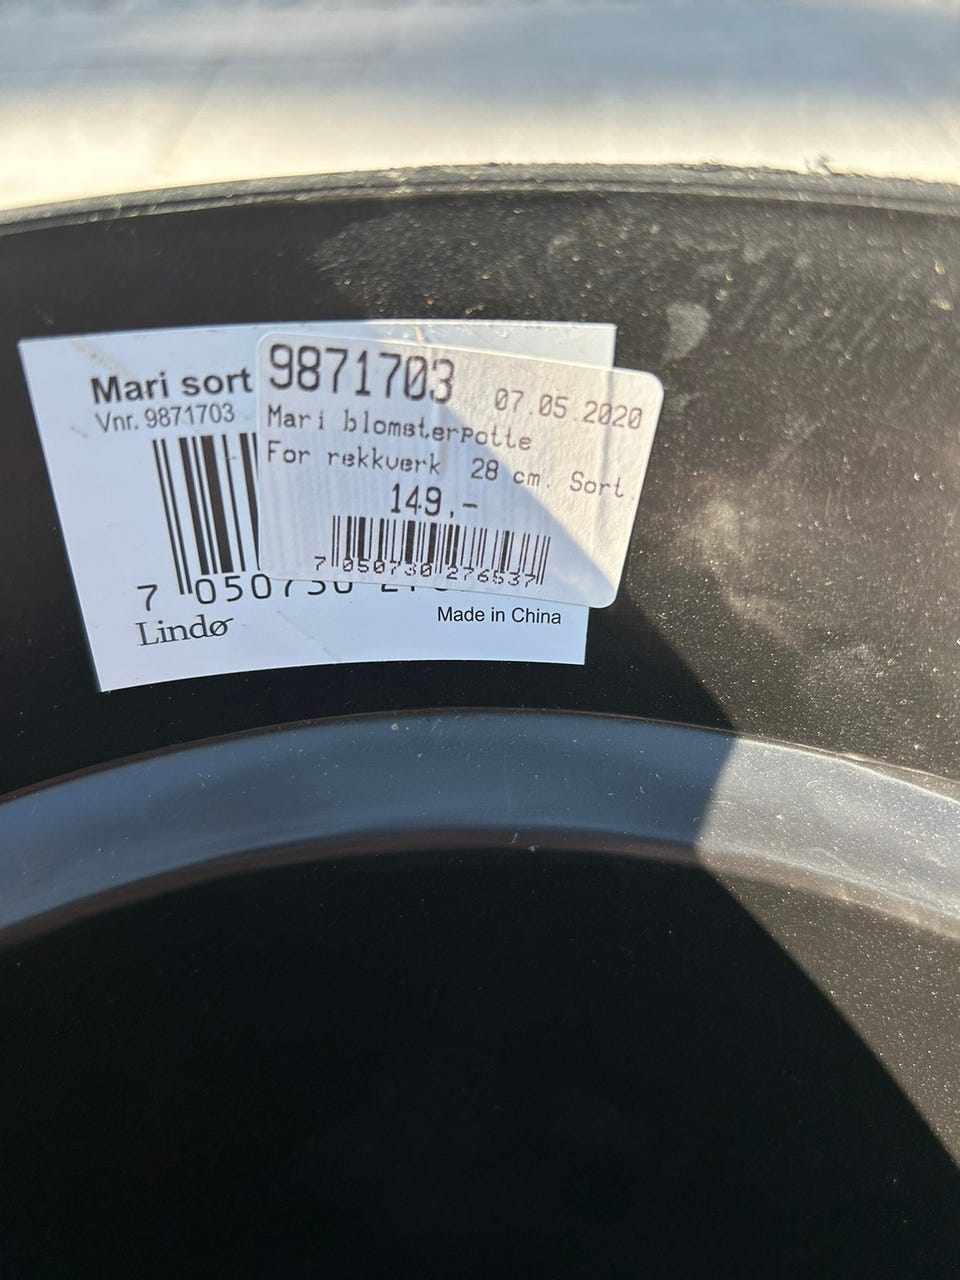 Mari sort
Vnr. 9871703
7 050730
Lindø
Made in China
9871703
07.05.2020
Mari blomsterpotte
For rekkverk 28 cm. Sort.
149,-
7 050730 276537